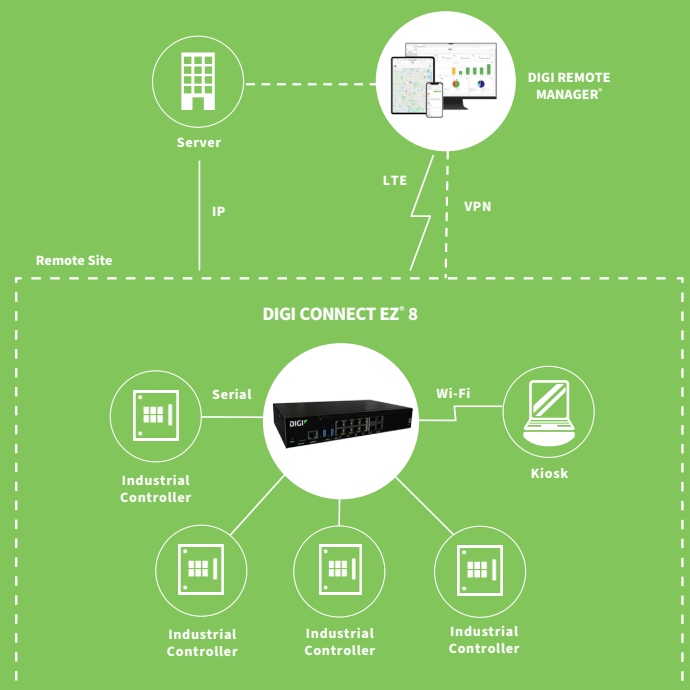 DIGI REMOTE
MANAGER®
Server
LTE
IP
VPN
Remote Site
DIGI CONNECT EZ® 8
Serial
Wi-Fi
DIGI
Industrial
Controller
Kiosk
Industrial
Controller
Industrial
Controller
Industrial
Controller